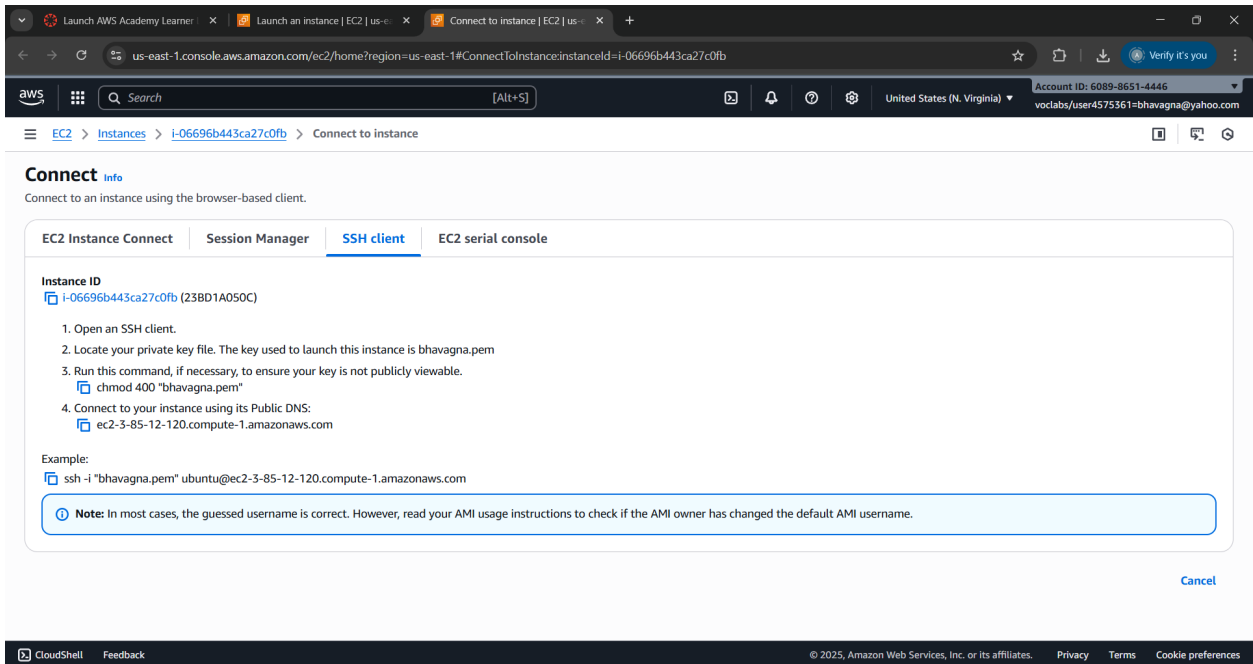 Launch AWS Academy Learner L
Launch an instance | EC2 | us-ea
Connect to instance | EC2 | us-e
us-east-1.console.aws.amazon.com/ec2/home?region=us-east-1#ConnectToInstance:instanceId=i-06696b443ca27c0fb
Verify it's you
aws
Search [Alt+S]
United States (N. Virginia)
Account ID: 6089-8651-4446
voclabs/user4575361=bhavagna@yahoo.com
EC2 > Instances > i-06696b443ca27c0fb > Connect to instance
Connect Info
Connect to an instance using the browser-based client.
EC2 Instance Connect Session Manager SSH client EC2 serial console
Instance ID
i-06696b443ca27c0fb (23BD1A050C)
1. Open an SSH client.
2. Locate your private key file. The key used to launch this instance is bhavagna.pem
3. Run this command, if necessary, to ensure your key is not publicly viewable.
chmod 400 "bhavagna.pem"
4. Connect to your instance using its Public DNS:
ec2-3-85-12-120.compute-1.amazonaws.com
Example:
ssh -i "bhavagna.pem" ubuntu@ec2-3-85-12-120.compute-1.amazonaws.com
Note: In most cases, the guessed username is correct. However, read your AMI usage instructions to check if the AMI owner has changed the default AMI username.
Cancel
CloudShell Feedback © 2025, Amazon Web Services, Inc. or its affiliates. Privacy Terms Cookie preferences